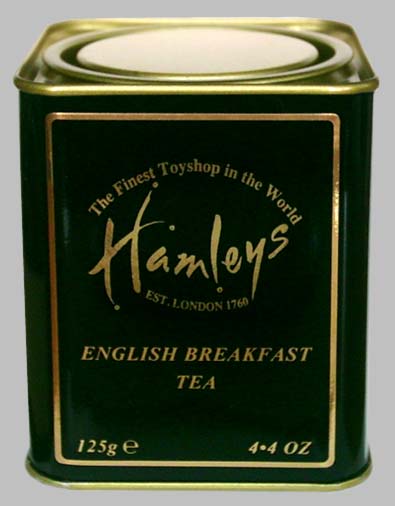 The Finest Toyshop in the World
Hamleys
EST. LONDON 1760
ENGLISH BREAKFAST
TEA
125g ℮ 4•4 OZ